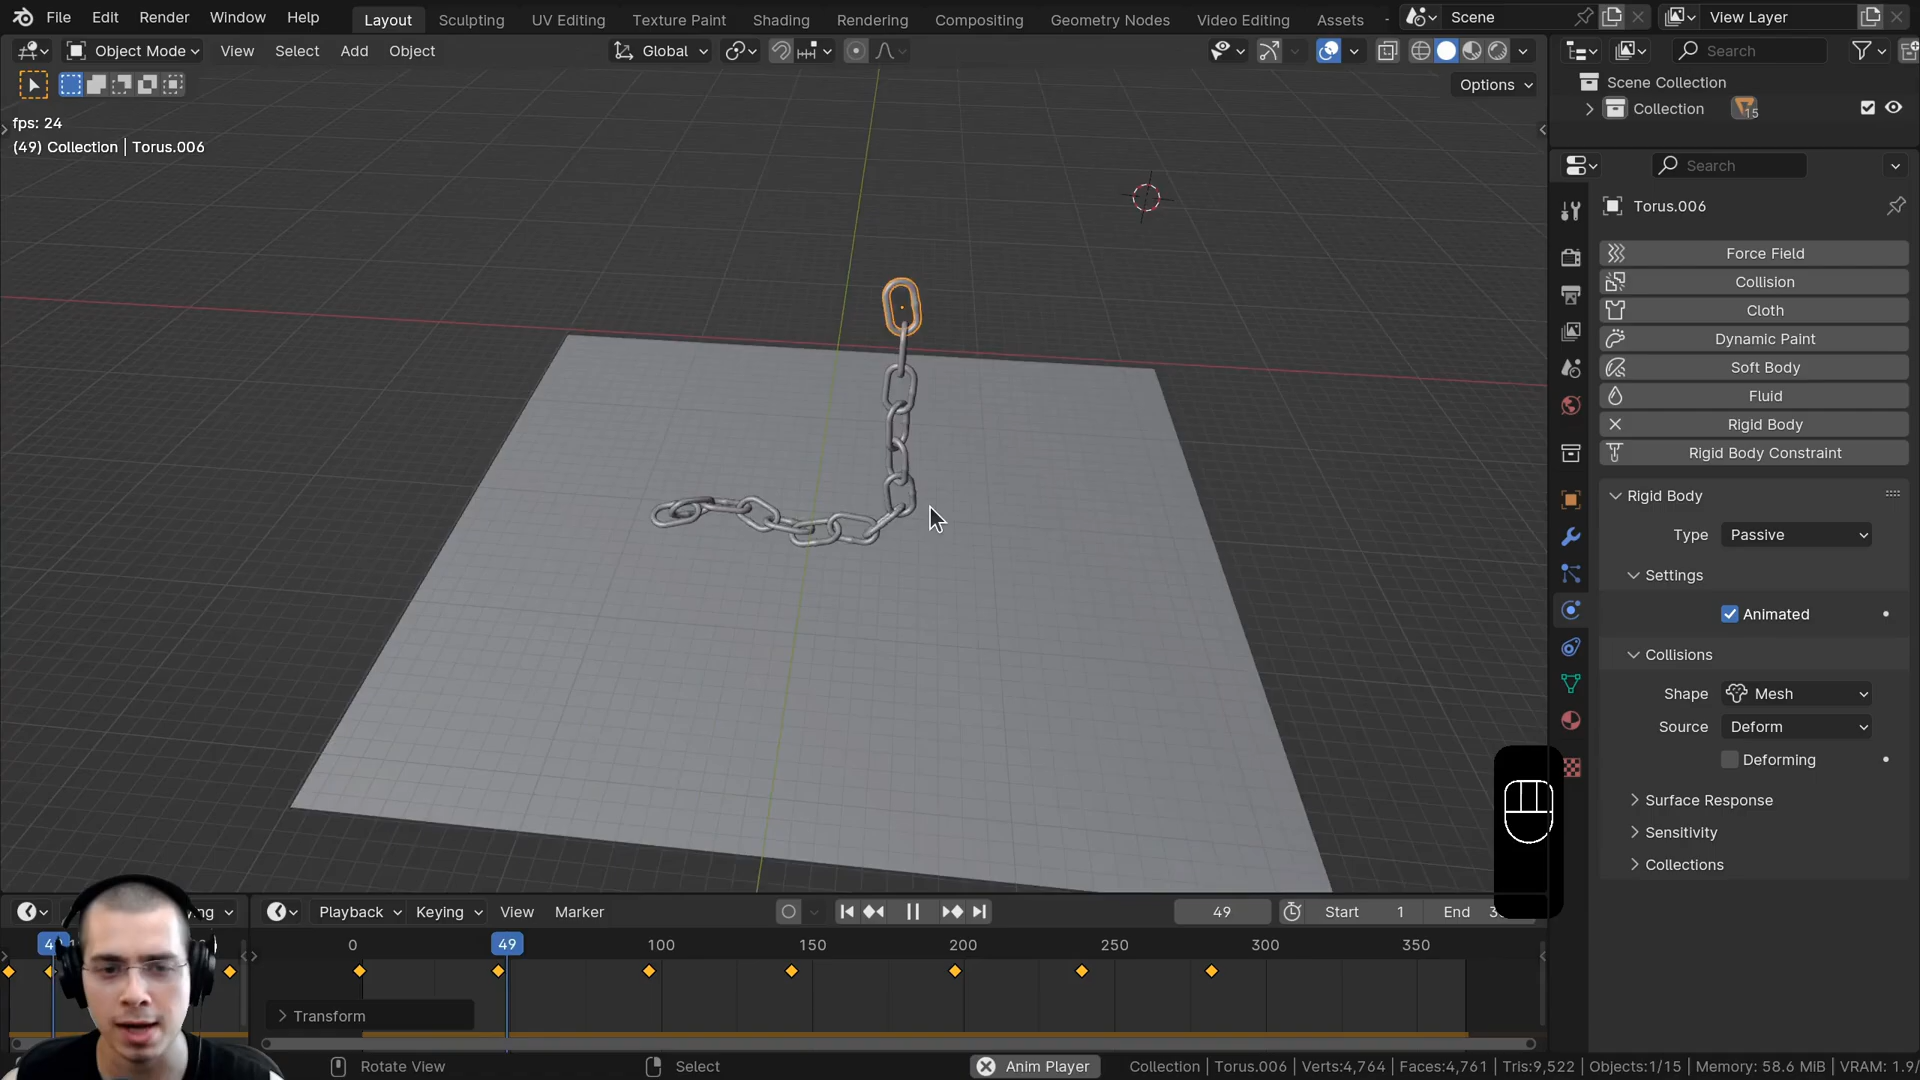 File Edit Render Window Help Layout Sculpting UV Editing Texture Paint Shading Rendering Compositing Geometry Nodes Video Editing Assets Scene View Layer
Object Mode View Select Add Object Global Search
Options
Scene Collection
Collection 15
fps: 24
(49) Collection | Torus.006
Search
Torus.006
Force Field
Collision
Cloth
Dynamic Paint
Soft Body
Fluid
Rigid Body
Rigid Body Constraint
Rigid Body
Type Passive
Settings
Animated
Collisions
Shape Mesh
Source Deform
Deforming
Surface Response
Sensitivity
Collections
Playback Keying View Marker 49 Start 1 End
0 49 100 150 200 250 300 350
Transform
Rotate View Select Anim Player Collection | Torus.006 | Verts:4,764 | Faces:4,761 | Tris:9,522 | Objects:1/15 | Memory: 58.6 MiB | VRAM: 1.9/